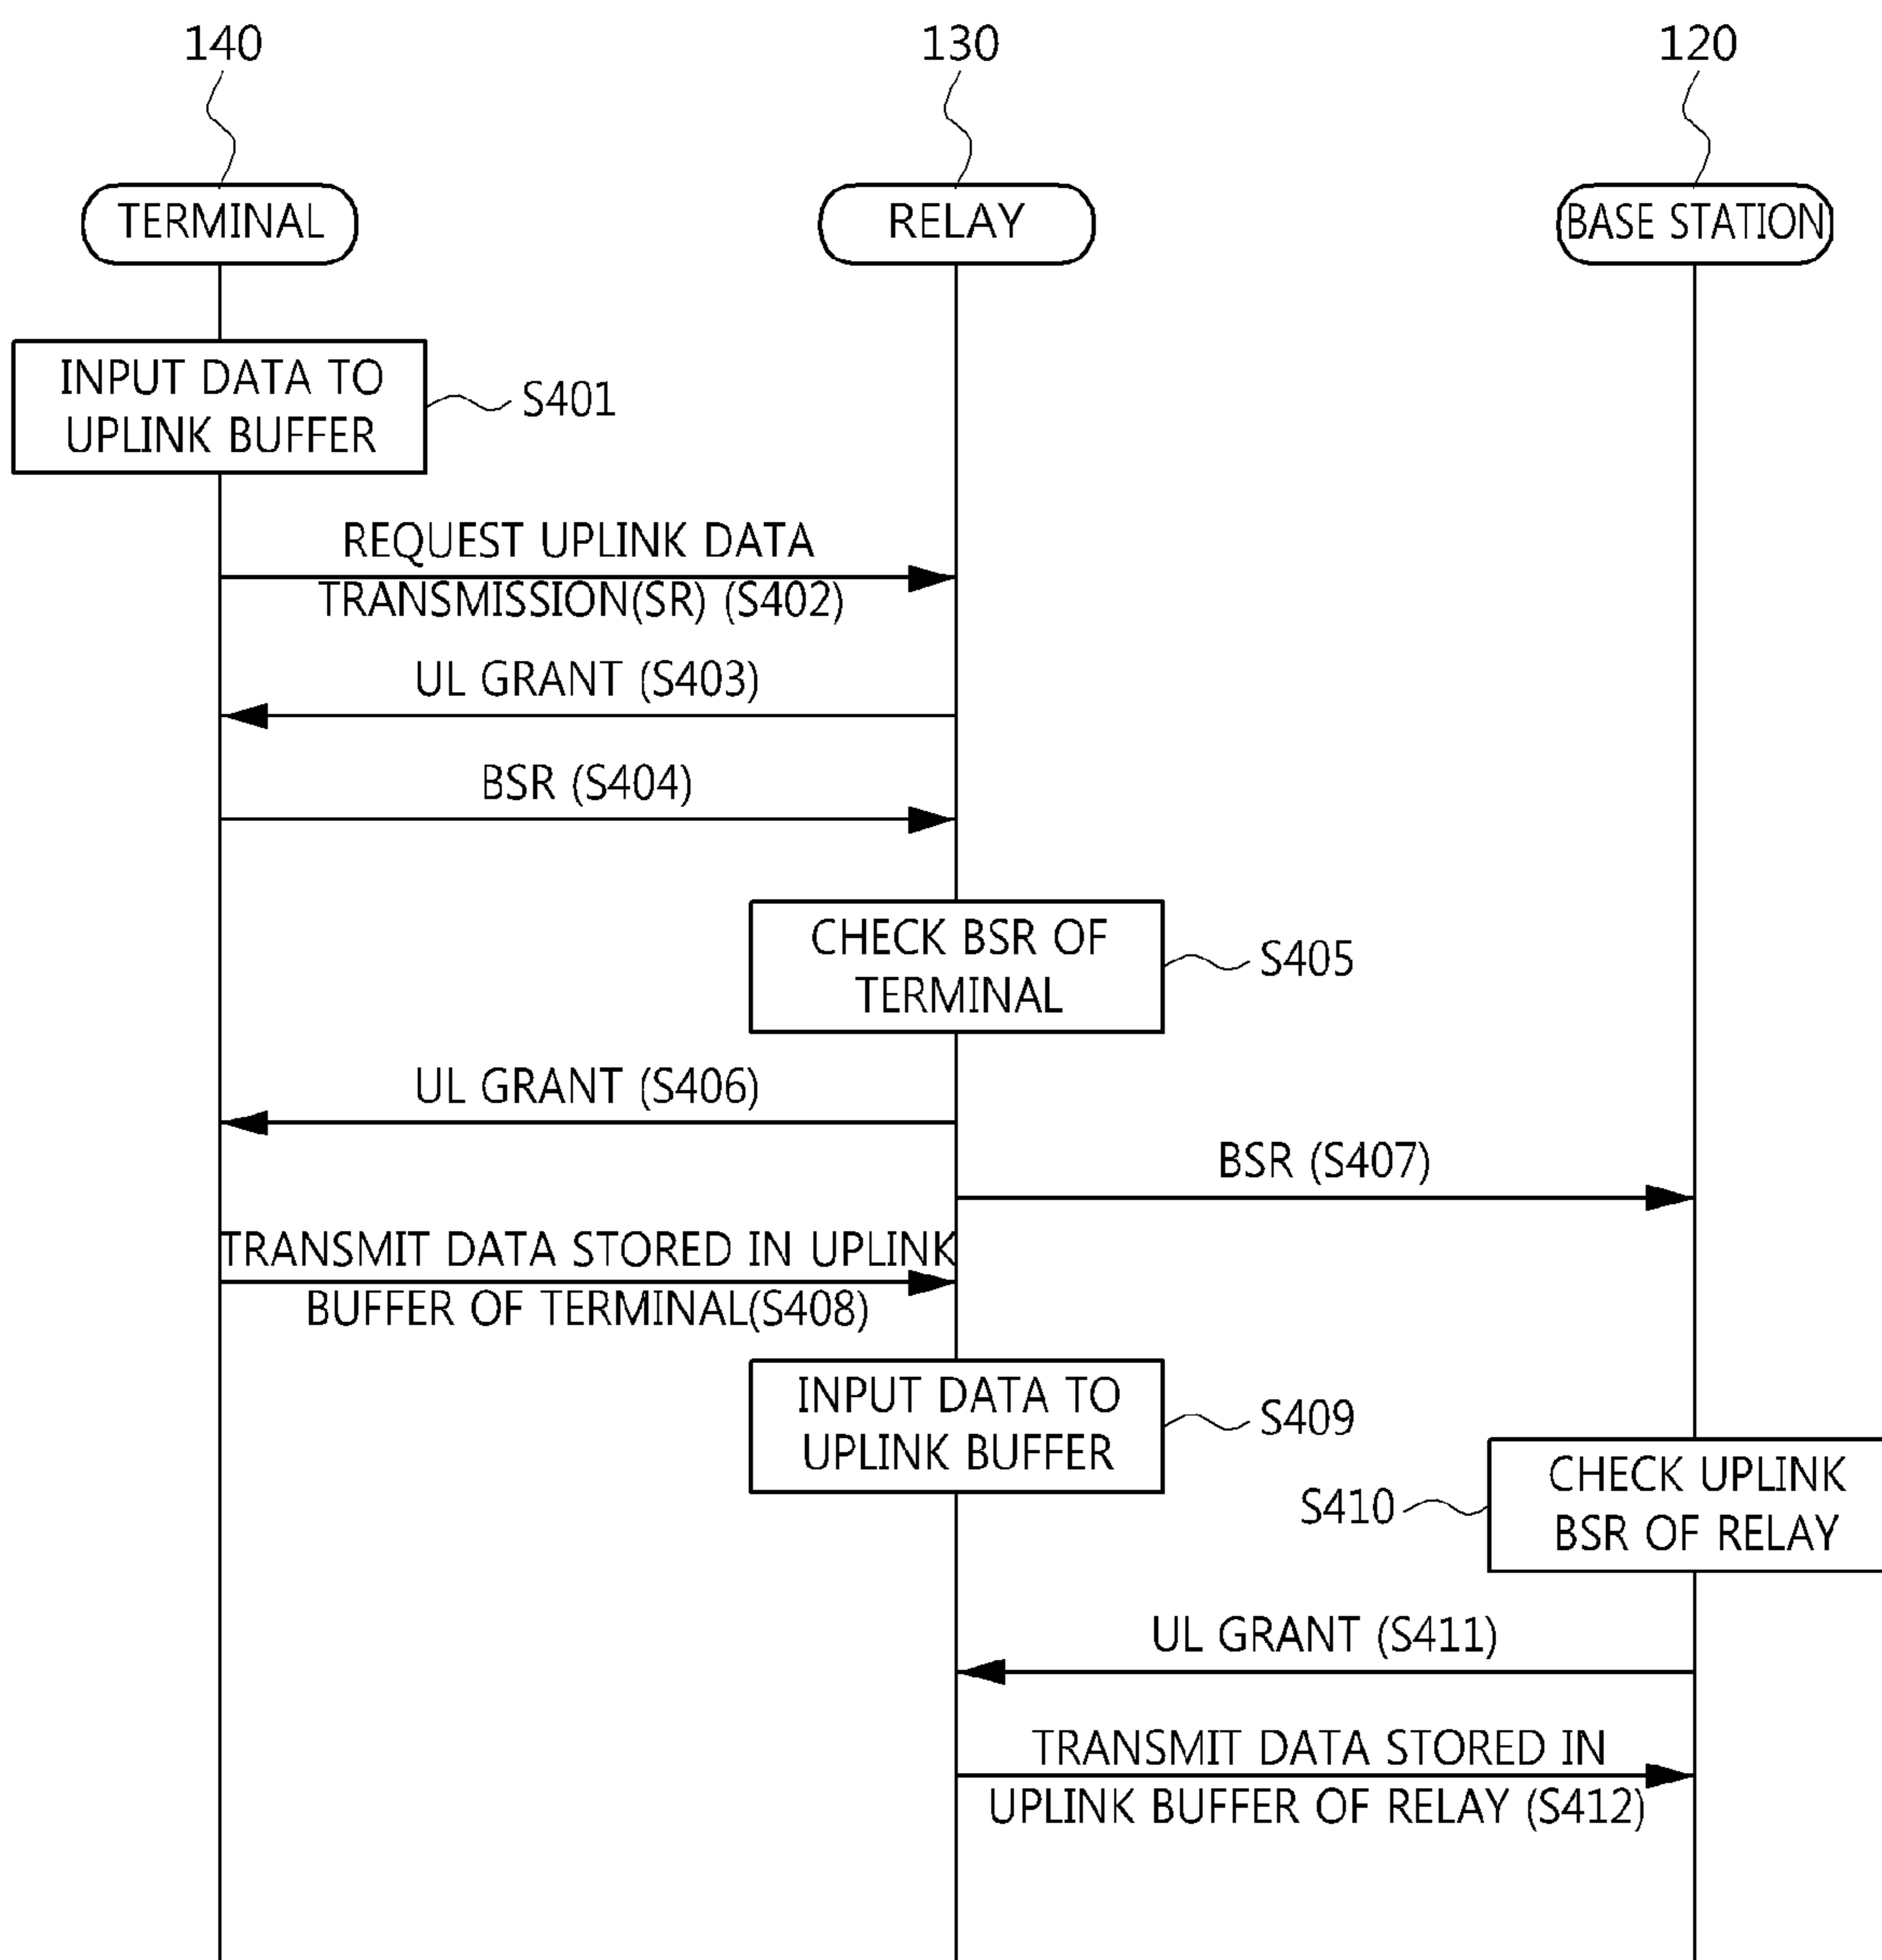 140
130
120
TERMINAL
RELAY
BASE STATION
INPUT DATA TO
UPLINK BUFFER
S401
REQUEST UPLINK DATA
TRANSMISSION(SR) (S402)
UL GRANT (S403)
BSR (S404)
CHECK BSR OF
TERMINAL
S405
UL GRANT (S406)
BSR (S407)
TRANSMIT DATA STORED IN UPLINK
BUFFER OF TERMINAL(S408)
INPUT DATA TO
UPLINK BUFFER
S409
S410
CHECK UPLINK
BSR OF RELAY
UL GRANT (S411)
TRANSMIT DATA STORED IN
UPLINK BUFFER OF RELAY (S412)